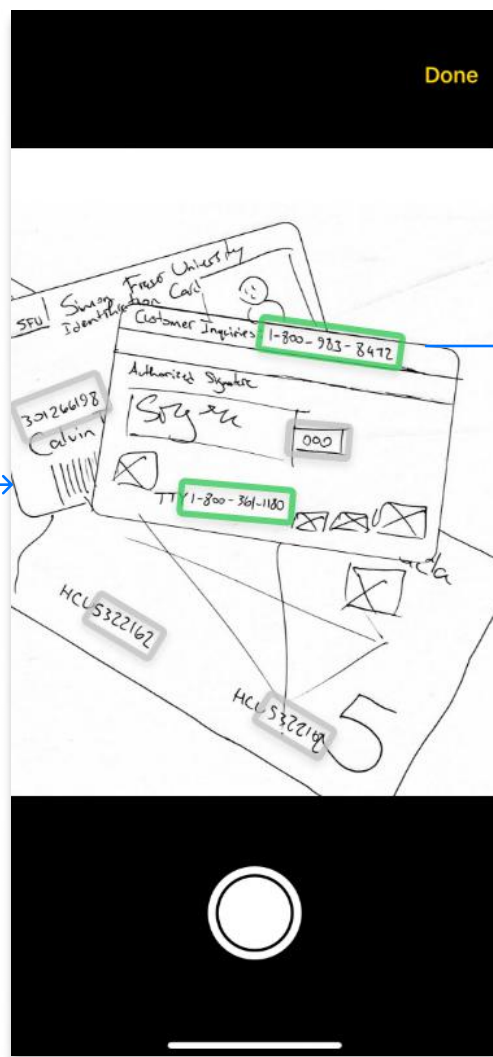 Done
Simon Fraser University
SFU Identification Card
Customer Inquiries 1-800-983-8472
Authorized Signature
301266198
Calvin
000
TTY 1-800-361-1180
HCU5322162
HCU5322162
5